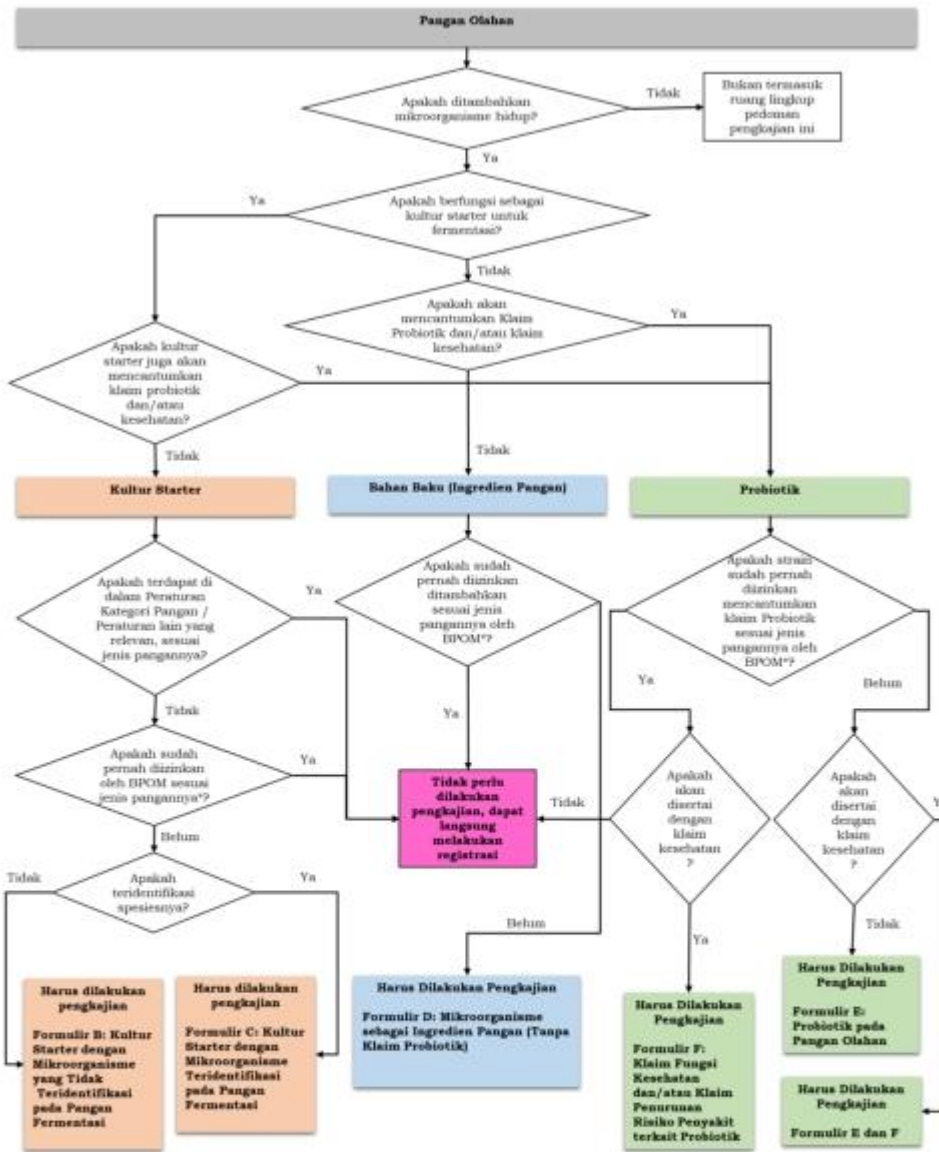 Pangan Olahan
Apakah ditambahkan
mikroorganisme hidup?
Tidak
Bukan termasuk
ruang lingkup
pedoman
pengkajian ini
Ya
Ya
Apakah berfungsi sebagai
kultur starter untuk
fermentasi?
Tidak
Apakah akan
mencantumkan Klaim
Probiotik dan/atau klaim
kesehatan?
Ya
Apakah kultur
starter juga akan
mencantumkan
klaim probiotik
dan/atau
kesehatan?
Ya
Tidak
Tidak
Kultur Starter
Bahan Baku (Ingredien Pangan)
Probiotik
Apakah terdapat di
dalam Peraturan
Kategori Pangan /
Peraturan lain yang
relevan, sesuai
jenis pangannya?
Ya
Apakah sudah
pernah diizinkan
ditambahkan
sesuai jenis
pangannya oleh
BPOM*?
Apakah strain
sudah pernah
diizinkan
mencantumkan
klaim Probiotik
sesuai jenis
pangannya oleh
BPOM*?
Ya
Belum
Tidak
Ya
Apakah sudah
pernah diizinkan
oleh BPOM sesuai
jenis pangannya*?
Ya
Tidak perlu
dilakukan
pengkajian, dapat
langsung
melakukan
registrasi
Tidak
Apakah
akan
disertai
dengan
klaim
kesehatan
?
Apakah
akan
disertai
dengan
klaim
kesehatan
?
Belum
Tidak
Apakah
teridentifikasi
spesiesnya?
Ya
Belum
Ya
Tidak
Harus dilakukan
pengkajian
Formulir B: Kultur
Starter dengan
Mikroorganisme
yang Tidak
Teridentifikasi
pada Pangan
Fermentasi
Harus dilakukan
pengkajian
Formulir C: Kultur
Starter dengan
Mikroorganisme
Teridentifikasi
pada Pangan
Fermentasi
Harus Dilakukan Pengkajian
Formulir D: Mikroorganisme
sebagai Ingredien Pangan (Tanpa
Klaim Probiotik)
Harus Dilakukan
Pengkajian
Formulir F:
Klaim Fungsi
Kesehatan
dan/atau Klaim
Penurunan
Risiko Penyakit
terkait Probiotik
Harus Dilakukan
Pengkajian
Formulir E:
Probiotik pada
Pangan Olahan
Harus Dilakukan
Pengkajian
Formulir E dan F